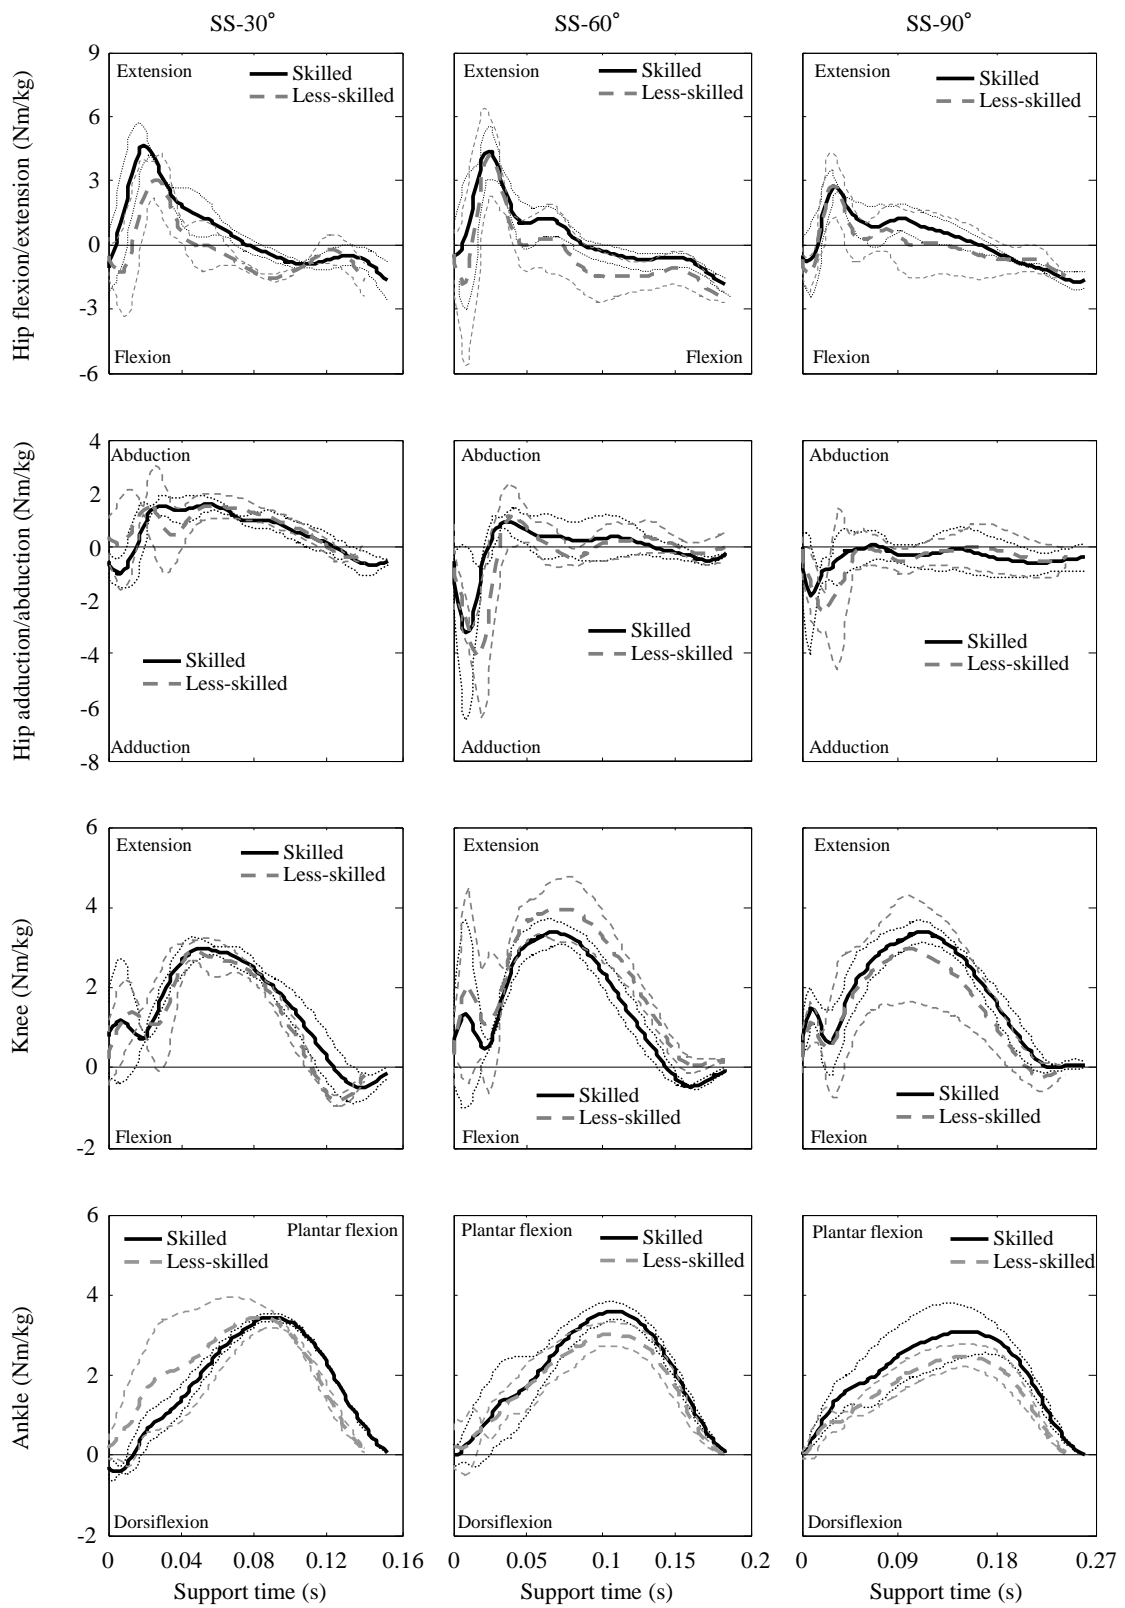 SS-30° SS-60° SS-90°
Hip flexion/extension (Nm/kg)
9
6
3
0
-3
-6
Extension
Skilled
Less-skilled
Flexion
Extension
Skilled
Less-skilled
Flexion
Extension
Skilled
Less-skilled
Flexion
Hip adduction/abduction (Nm/kg)
4
2
0
-2
-4
-6
-8
Abduction
Skilled
Less-skilled
Adduction
Abduction
Skilled
Less-skilled
Adduction
Abduction
Skilled
Less-skilled
Adduction
Knee (Nm/kg)
6
4
2
0
-2
Extension
Skilled
Less-skilled
Flexion
Extension
Skilled
Less-skilled
Flexion
Extension
Skilled
Less-skilled
Flexion
Ankle (Nm/kg)
6
4
2
0
-2
Plantar flexion
Skilled
Less-skilled
Dorsiflexion
Plantar flexion
Skilled
Less-skilled
Dorsiflexion
Plantar flexion
Skilled
Less-skilled
Dorsiflexion
0 0.04 0.08 0.12 0.16
Support time (s)
0 0.05 0.1 0.15 0.2
Support time (s)
0 0.09 0.18 0.27
Support time (s)